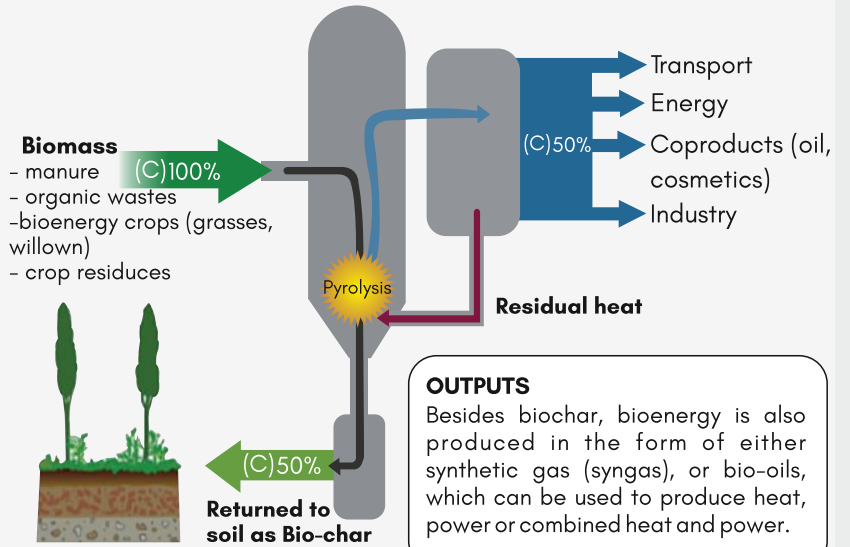 Biomass
- manure
- organic wastes
-bioenergy crops (grasses,
willown)
- crop residuces
(C)100%
Pyrolysis
(C)50%
Transport
Energy
Coproducts (oil,
cosmetics)
Industry
Residual heat
(C)50%
Returned to
soil as Bio-char
OUTPUTS
Besides biochar, bioenergy is also
produced in the form of either
synthetic gas (syngas), or bio-oils,
which can be used to produce heat,
power or combined heat and power.